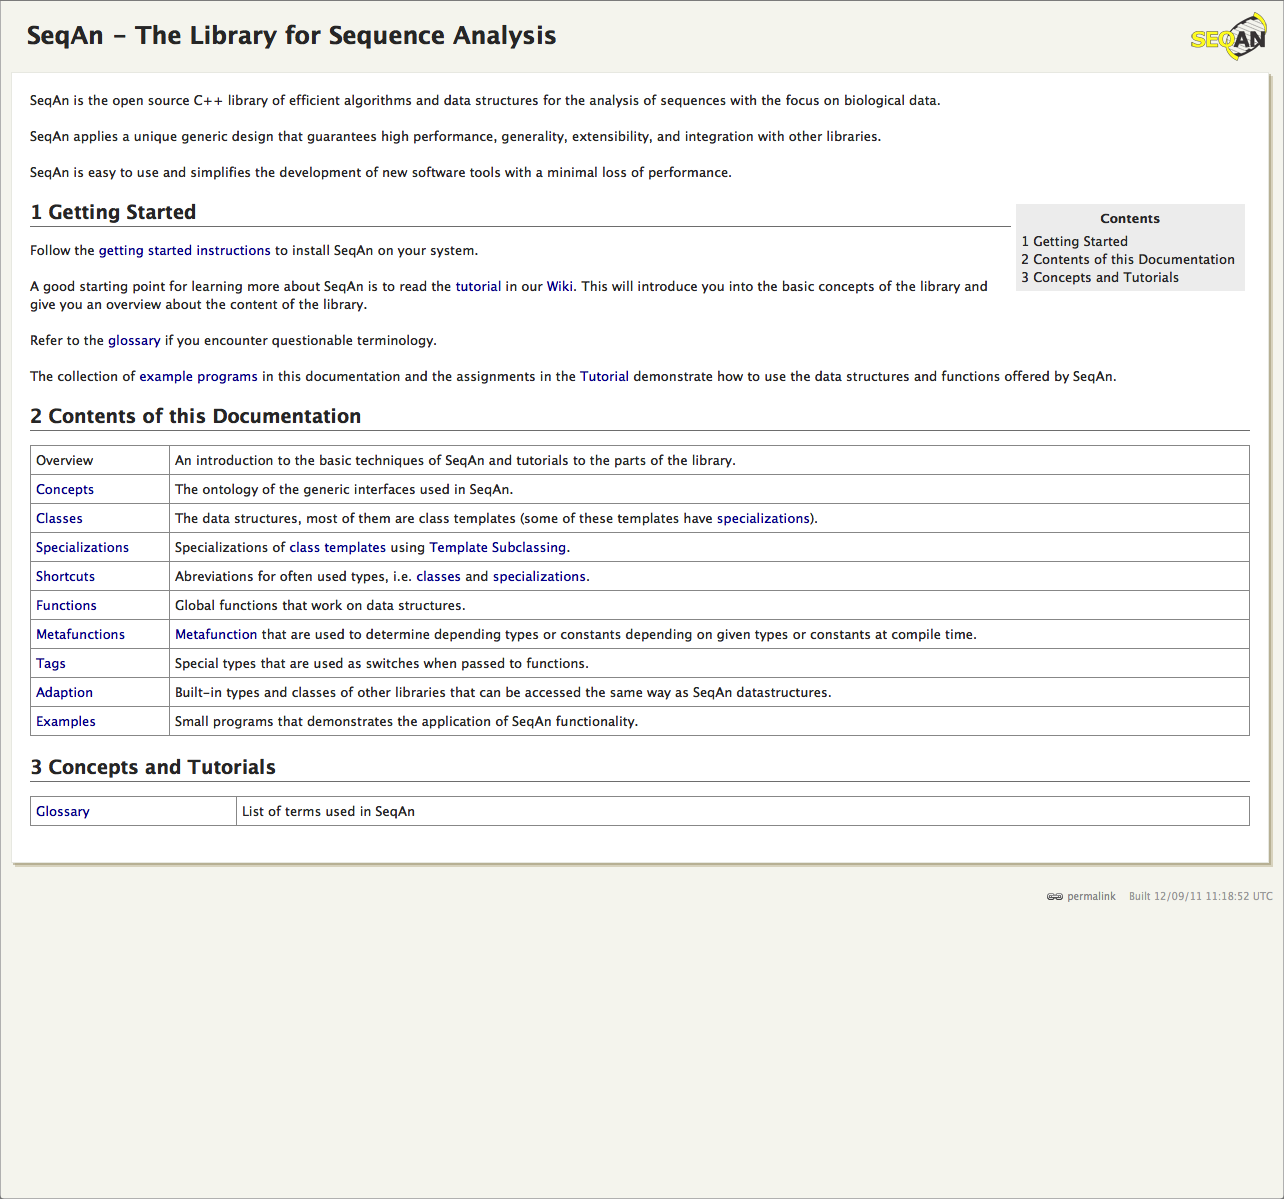 SeqAn - The Library for Sequence Analysis
SEQAN
SeqAn is the open source C++ library of efficient algorithms and data structures for the analysis of sequences with the focus on biological data.
SeqAn applies a unique generic design that guarantees high performance, generality, extensibility, and integration with other libraries.
SeqAn is easy to use and simplifies the development of new software tools with a minimal loss of performance.
1 Getting Started
Contents
1 Getting Started
2 Contents of this Documentation
3 Concepts and Tutorials
Follow the getting started instructions to install SeqAn on your system.
A good starting point for learning more about SeqAn is to read the tutorial in our Wiki. This will introduce you into the basic concepts of the library and
give you an overview about the content of the library.
Refer to the glossary if you encounter questionable terminology.
The collection of example programs in this documentation and the assignments in the Tutorial demonstrate how to use the data structures and functions offered by SeqAn.
2 Contents of this Documentation
Overview An introduction to the basic techniques of SeqAn and tutorials to the parts of the library.
Concepts The ontology of the generic interfaces used in SeqAn.
Classes The data structures, most of them are class templates (some of these templates have specializations).
Specializations Specializations of class templates using Template Subclassing.
Shortcuts Abreviations for often used types, i.e. classes and specializations.
Functions Global functions that work on data structures.
Metafunctions Metafunction that are used to determine depending types or constants depending on given types or constants at compile time.
Tags Special types that are used as switches when passed to functions.
Adaption Built-in types and classes of other libraries that can be accessed the same way as SeqAn datastructures.
Examples Small programs that demonstrates the application of SeqAn functionality.
3 Concepts and Tutorials
Glossary List of terms used in SeqAn
permalink Built 12/09/11 11:18:52 UTC